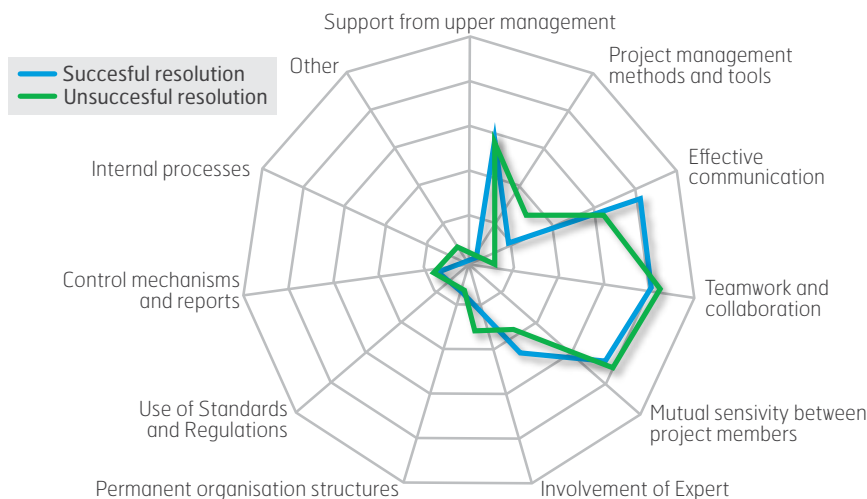 Support from upper management
Project management
methods and tools
Other
Succesful resolution
Unsuccesful resolution
Effective
communication
Internal processes
Teamwork and
collaboration
Control mechanisms
and reports
Mutual sensivity between
project members
Use of Standards
and Regulations
Involvement of Expert
Permanent organisation structures